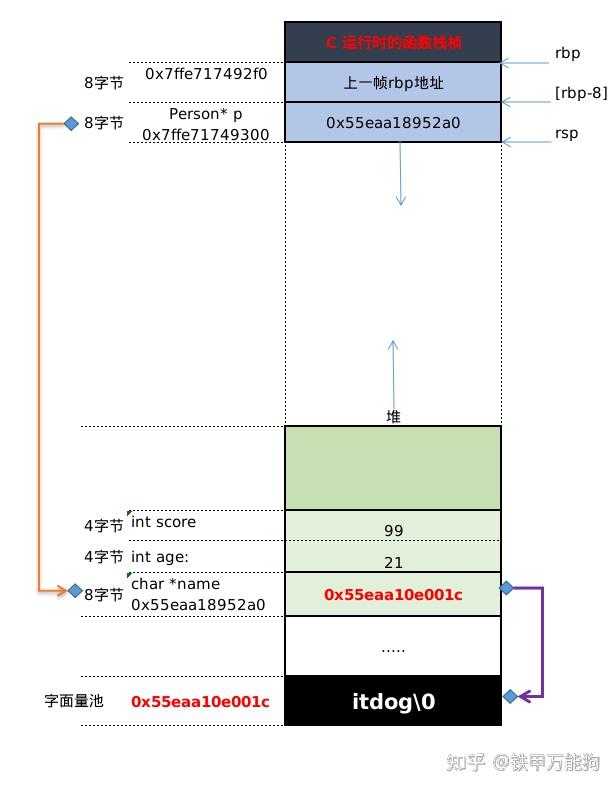 C 运行时的函数栈桢
rbp
8字节
0x7ffe717492f0
上一帧rbp地址
[rbp-8]
8字节
Person* p
0x7ffe71749300
0x55eaa18952a0
rsp
堆
4字节
int score
99
4字节
int age:
21
8字节
char *name
0x55eaa18952a0
0x55eaa10e001c
.....
字面量池
0x55eaa10e001c
itdog\0
知乎 @铁甲万能狗